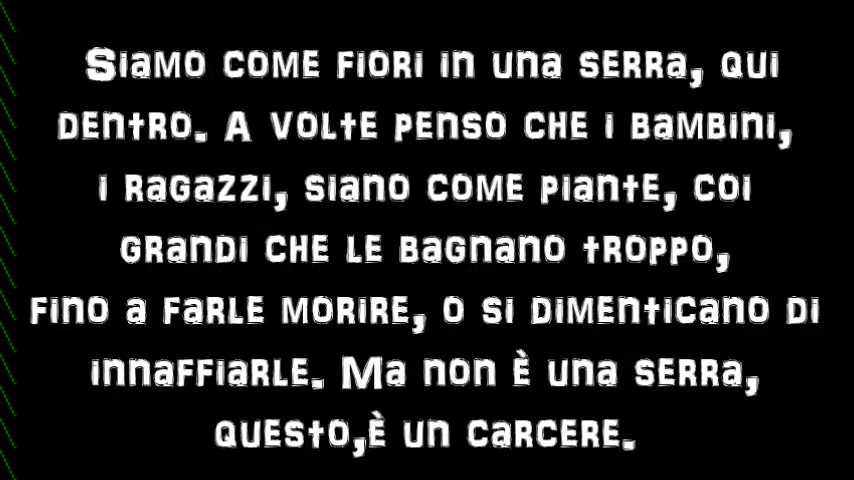 Siamo come fiori in una serra, qui
dentro. A volte penso che i bambini,
i ragazzi, siano come piante, coi
grandi che le bagnano troppo,
fino a farle morire, o si dimenticano di
innaffiarle. Ma non è una serra,
questo,è un carcere.